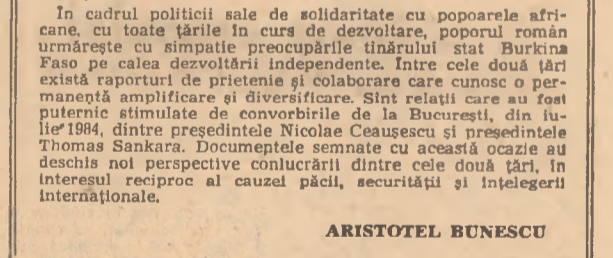 In cadrul politicii sale de solidaritate cu popoarele afri-
cane, cu toate țările în curs de dezvoltare, poporul român
urmărește cu simpatie preocupările tînărului stat Burkina
Faso pe calea dezvoltării independente. Intre cele două țări
există raporturi de prietenie și colaborare care cunosc o per-
manentă amplificare și diversificare. Sînt relații care au fost
puternic stimulate de convorbirile de la București, din iu-
lie 1984, dintre președintele Nicolae Ceaușescu și președintele
Thomas Sankara. Documentele semnate cu această ocazie au
deschis noi perspective conlucrării dintre cele două țări, în
interesul reciproc al cauzei păcii, securității și înțelegerii
internaționale.
ARISTOTEL BUNESCU